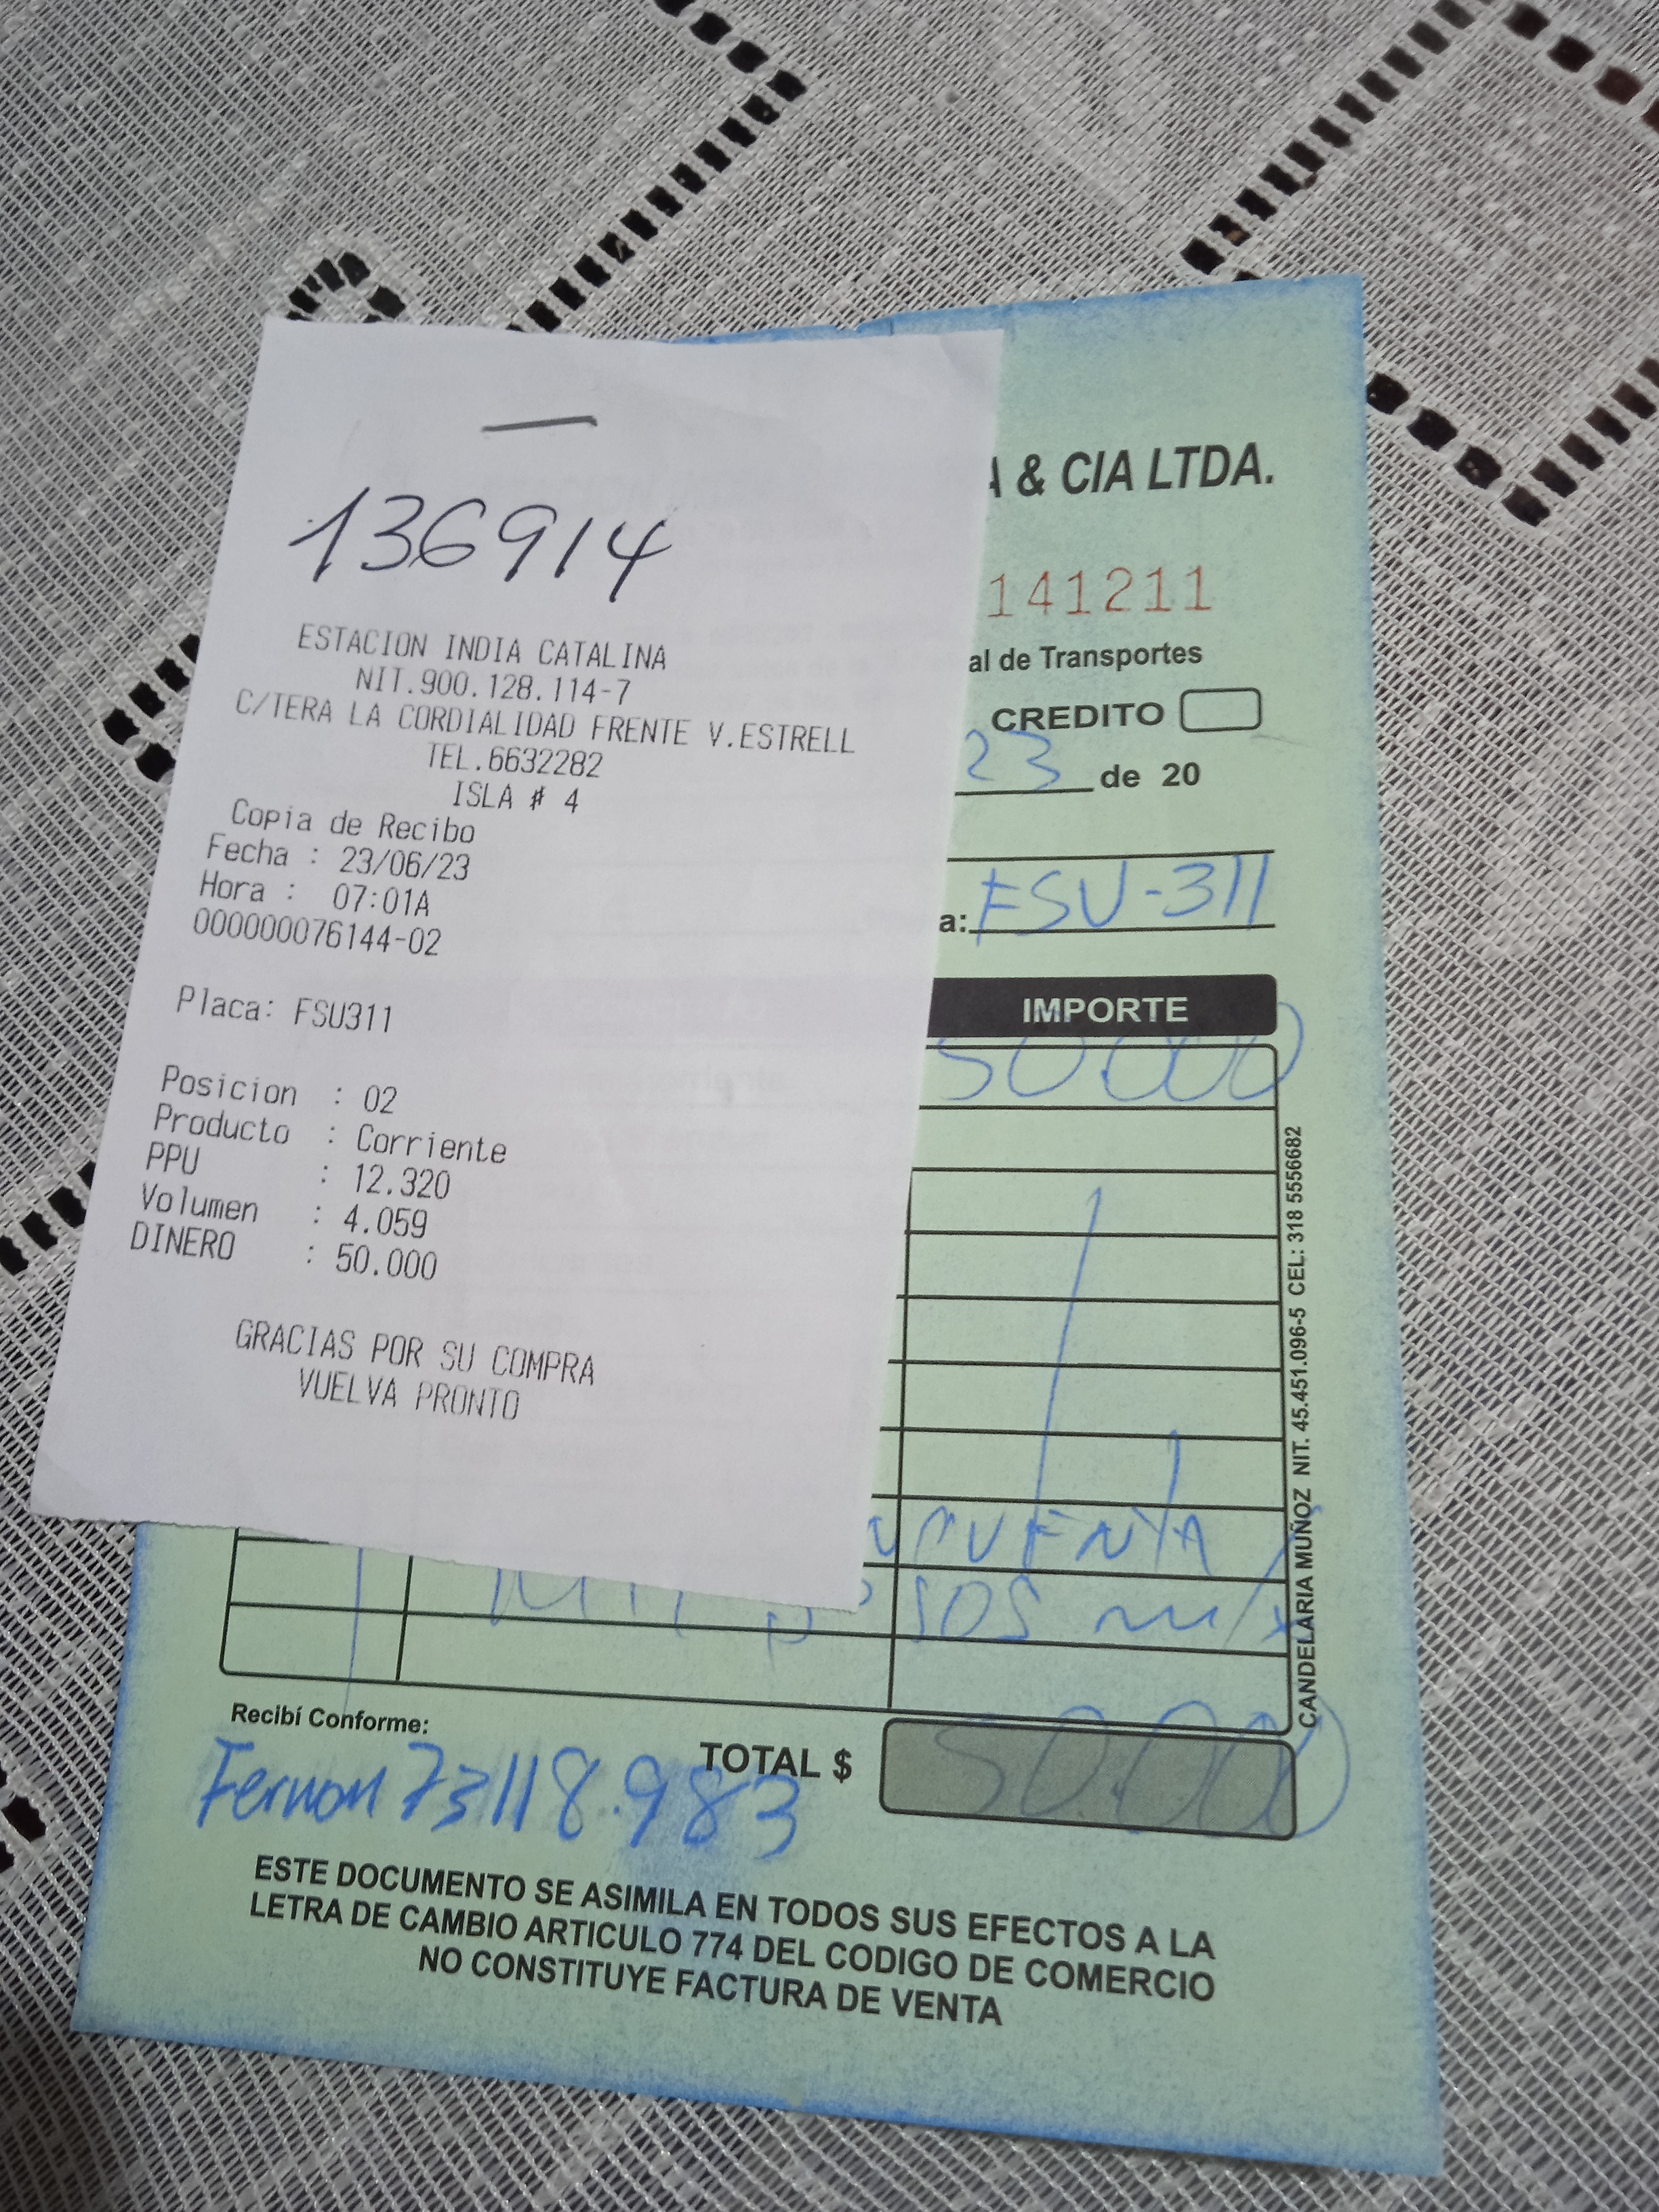 136914
ESTACION INDIA CATALINA
NIT.900.128.114-7
C/TERA LA CORDIALIDAD FRENTE V.ESTRELL
TEL.6632282
ISLA # 4
Copia de Recibo
Fecha : 23/06/23
Hora : 07:01A
000000076144-02
Placa: FSU311
Posicion : 02
Producto : Corriente
PPU : 12.320
Volumen : 4.059
DINERO : 50.000
GRACIAS POR SU COMPRA
VUELVA PRONTO
A & CIA LTDA.
141211
al de Transportes
CREDITO
23 de 20
a: FSU-311
IMPORTE
50.000
Mil pesos m/
CANDELARIA MUÑOZ NIT. 45.451.096-5 CEL: 318 5556682
Recibí Conforme:
TOTAL $ 50.000
73118.983
ESTE DOCUMENTO SE ASIMILA EN TODOS SUS EFECTOS A LA
LETRA DE CAMBIO ARTICULO 774 DEL CODIGO DE COMERCIO
NO CONSTITUYE FACTURA DE VENTA